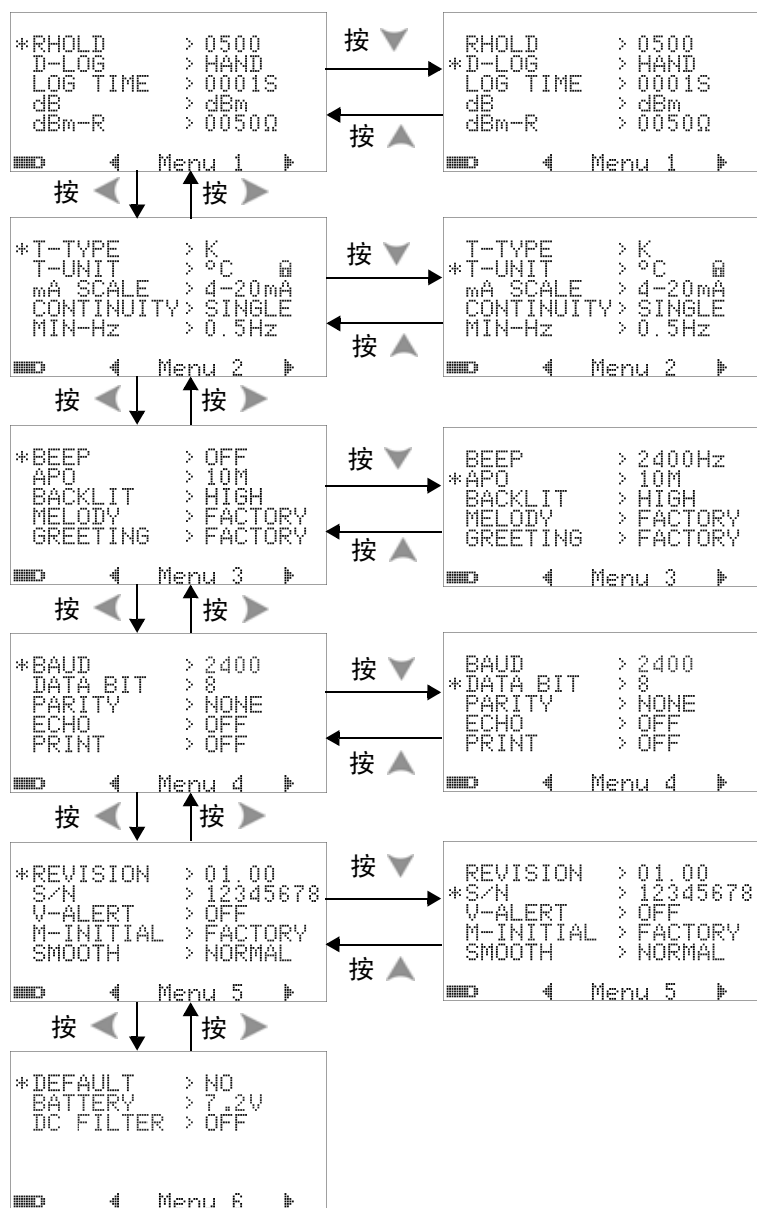 *RHOLD > 0500
D-LOG > HAND
LOG TIME > 0001S
dB > dBm
dBm-R > 0050Ω
Menu 1
按
按
RHOLD > 0500
*D-LOG > HAND
LOG TIME > 0001S
dB > dBm
dBm-R > 0050Ω
Menu 1
按 按
*T-TYPE > K
T-UNIT > °C
mA SCALE > 4-20mA
CONTINUITY > SINGLE
MIN-Hz > 0.5Hz
Menu 2
按
按
T-TYPE > K
*T-UNIT > °C
mA SCALE > 4-20mA
CONTINUITY > SINGLE
MIN-Hz > 0.5Hz
Menu 2
按 按
*BEEP > OFF
APO > 10M
BACKLIT > HIGH
MELODY > FACTORY
GREETING > FACTORY
Menu 3
按
按
BEEP > 2400Hz
*APO > 10M
BACKLIT > HIGH
MELODY > FACTORY
GREETING > FACTORY
Menu 3
按 按
*BAUD > 2400
DATA BIT > 8
PARITY > NONE
ECHO > OFF
PRINT > OFF
Menu 4
按
按
BAUD > 2400
*DATA BIT > 8
PARITY > NONE
ECHO > OFF
PRINT > OFF
Menu 4
按 按
*REVISION > 01.00
S/N > 12345678
V-ALERT > OFF
M-INITIAL > FACTORY
SMOOTH > NORMAL
Menu 5
按
按
REVISION > 01.00
*S/N > 12345678
V-ALERT > OFF
M-INITIAL > FACTORY
SMOOTH > NORMAL
Menu 5
按 按
*DEFAULT > NO
BATTERY > 7.2V
DC FILTER > OFF
Menu 6